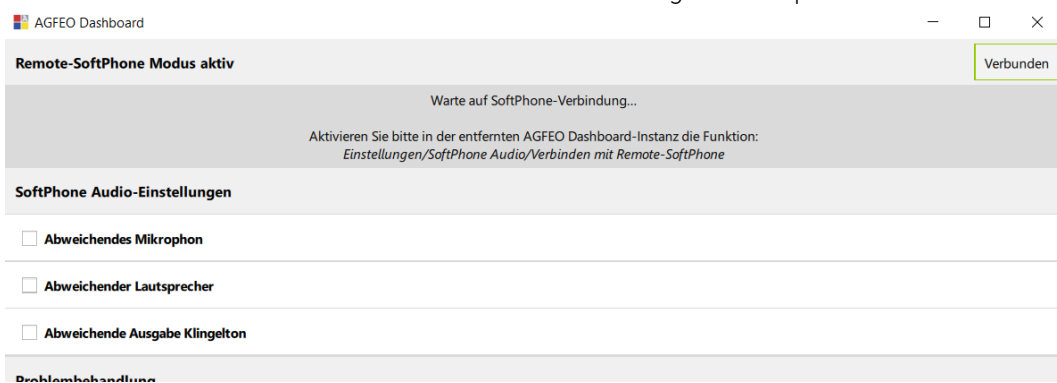 AGFEO Dashboard
Remote-SoftPhone Modus aktiv
Verbunden
Warte auf SoftPhone-Verbindung...
Aktivieren Sie bitte in der entfernten AGFEO Dashboard-Instanz die Funktion:
Einstellungen/SoftPhone Audio/Verbinden mit Remote-SoftPhone
SoftPhone Audio-Einstellungen
Abweichendes Mikrophon
Abweichender Lautsprecher
Abweichende Ausgabe Klingelton
Problembehandlung